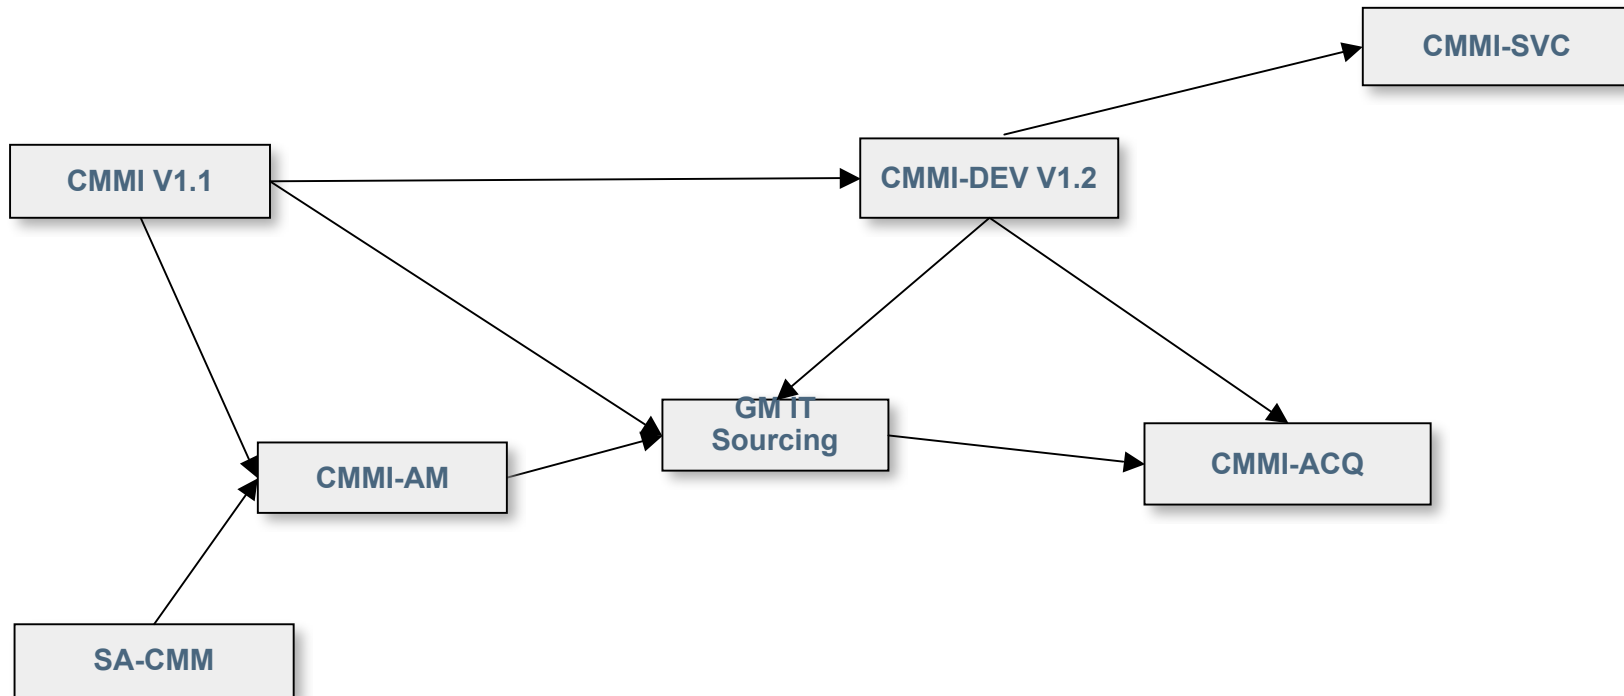 CMMI-SVC
CMMI V1.1
CMMI-DEV V1.2
GM IT
Sourcing
CMMI-AM
CMMI-ACQ
SA-CMM